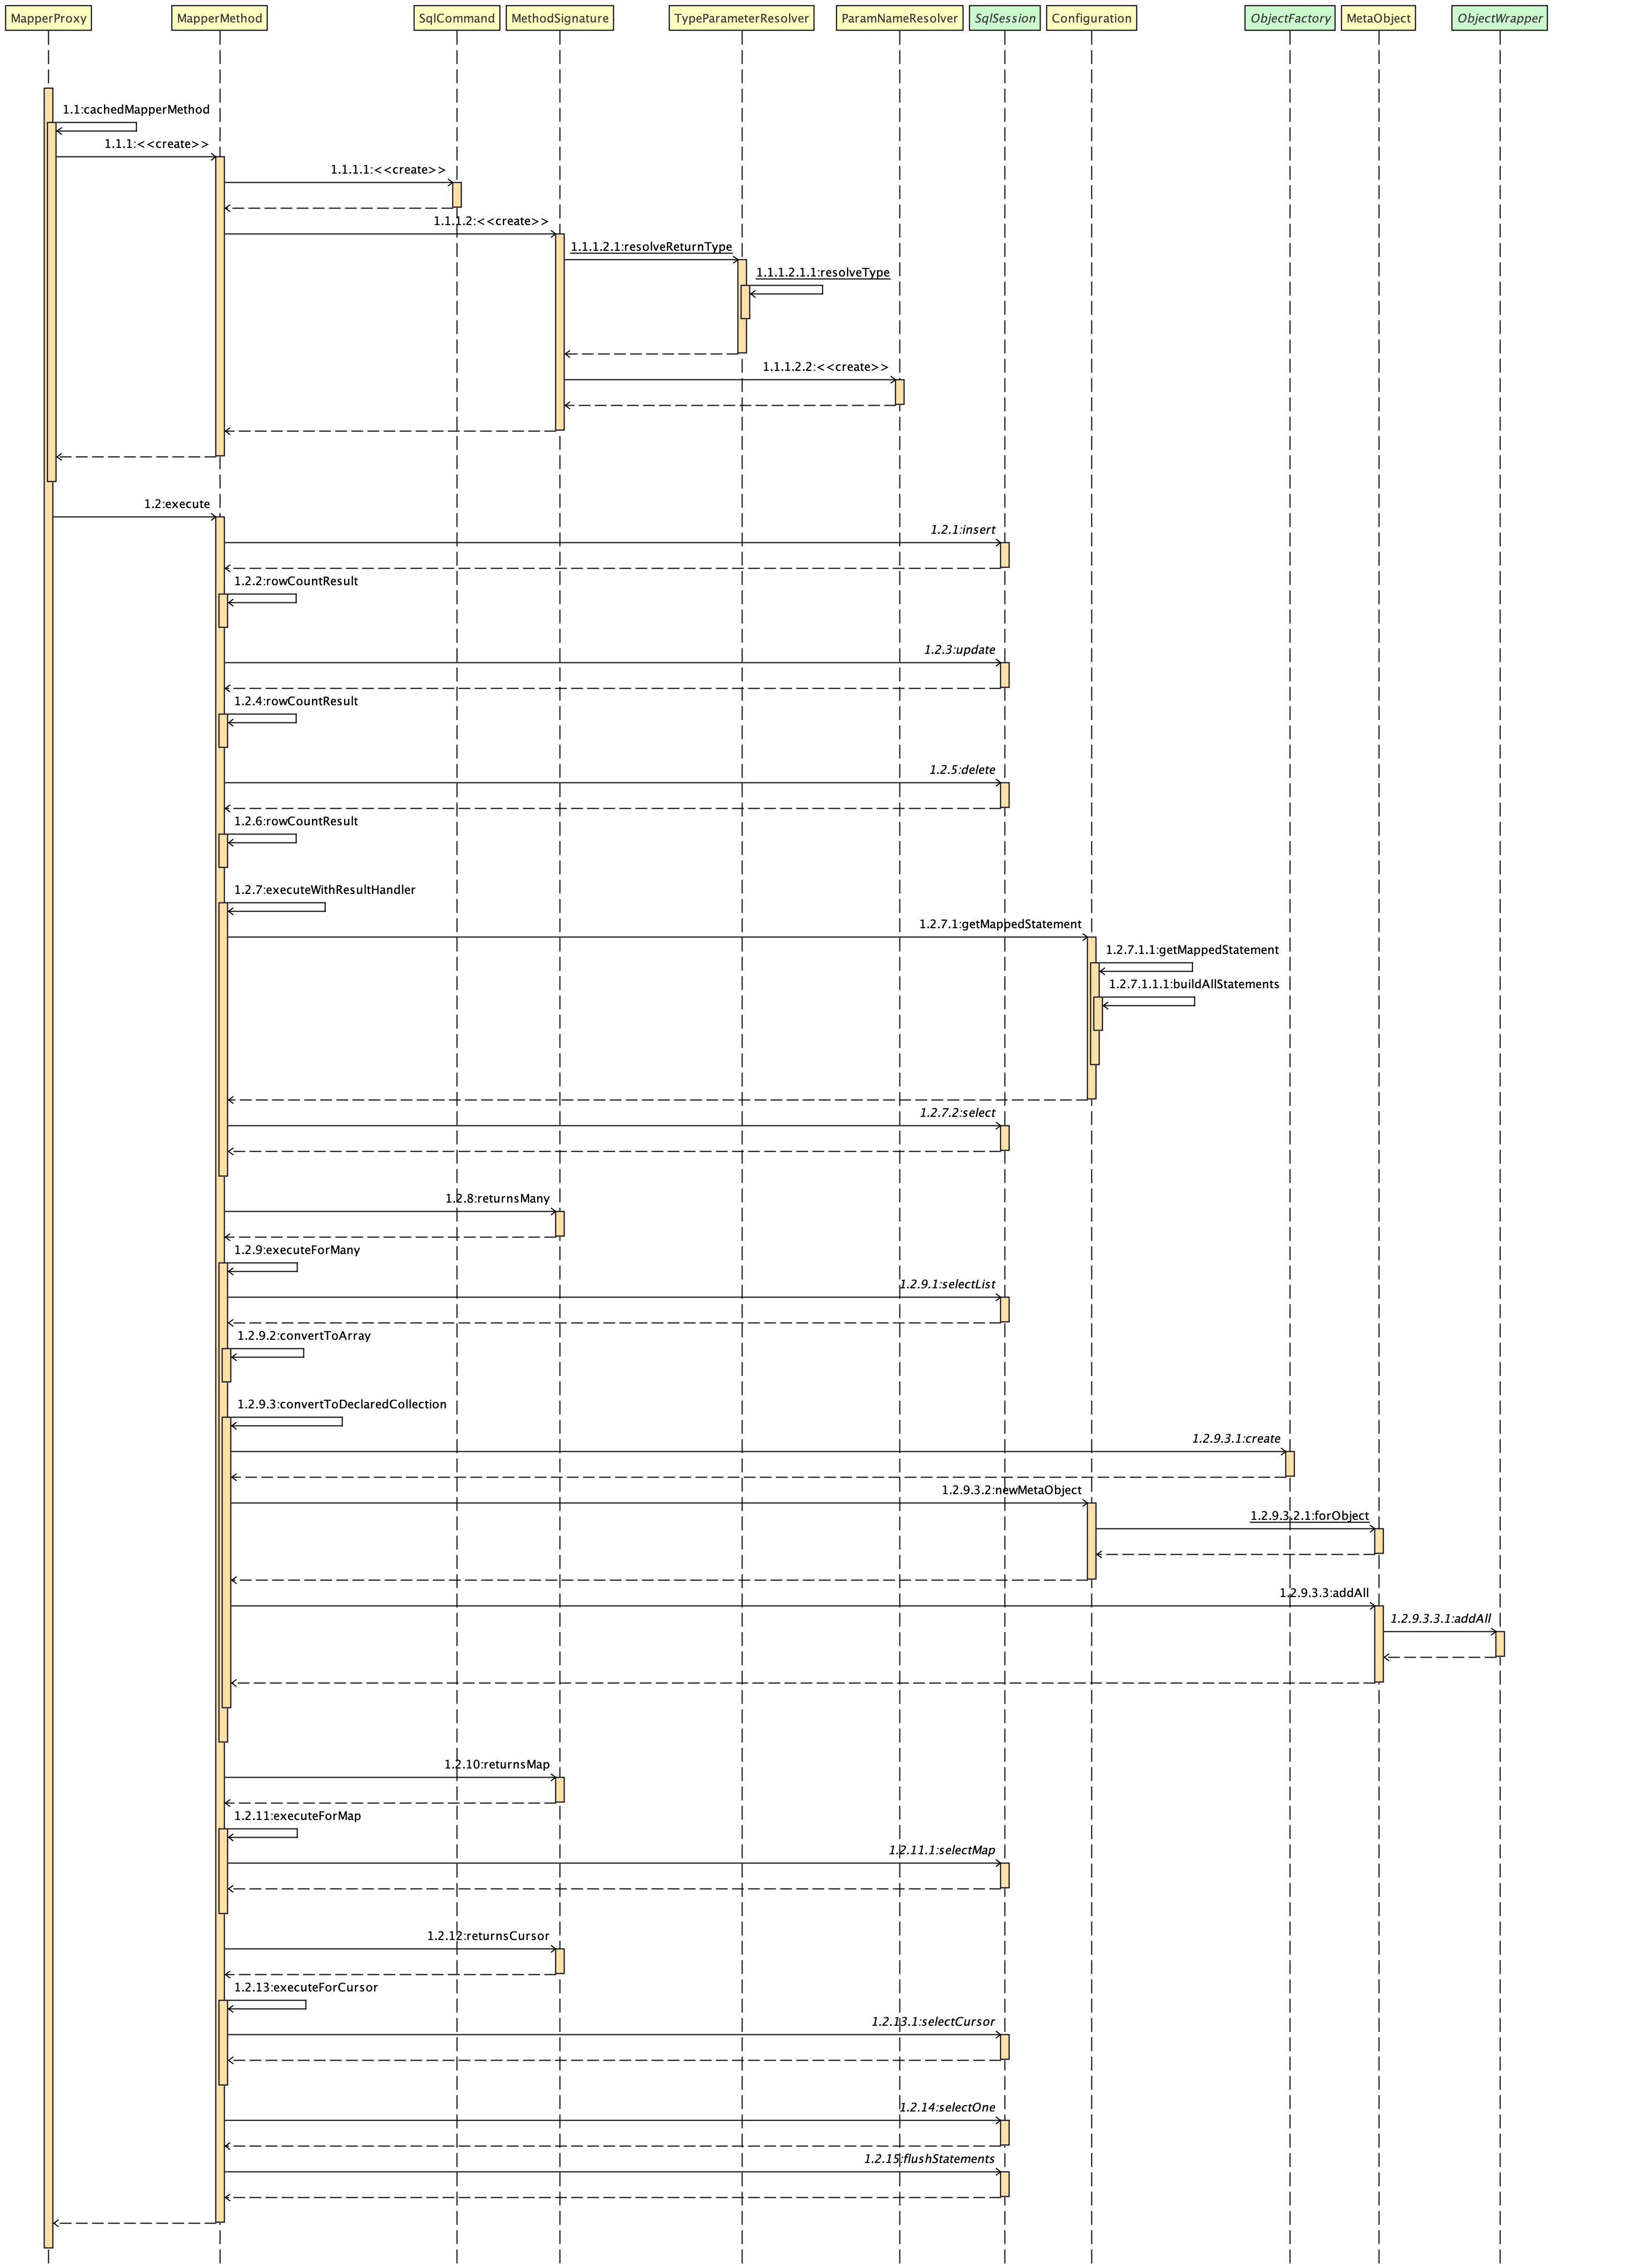 MapperProxy
MapperMethod
SqlCommand
MethodSignature
TypeParameterResolver
ParamNameResolver
SqlSession
Configuration
ObjectFactory
MetaObject
ObjectWrapper
1.1:cachedMapperMethod
1.1.1:<<create>>
1.1.1.1:<<create>>
1.1.1.2:<<create>>
1.1.1.2.1:resolveReturnType
1.1.1.2.1.1:resolveType
1.1.1.2.2:<<create>>
1.2:execute
1.2.1:insert
1.2.2:rowCountResult
1.2.3:update
1.2.4:rowCountResult
1.2.5:delete
1.2.6:rowCountResult
1.2.7:executeWithResultHandler
1.2.7.1:getMappedStatement
1.2.7.1.1:getMappedStatement
1.2.7.1.1.1:buildAllStatements
1.2.7.2:select
1.2.8:returnsMany
1.2.9:executeForMany
1.2.9.1:selectList
1.2.9.2:convertToArray
1.2.9.3:convertToDeclaredCollection
1.2.9.3.1:create
1.2.9.3.2:newMetaObject
1.2.9.3.2.1:forObject
1.2.9.3.3:addAll
1.2.9.3.3.1:addAll
1.2.10:returnsMap
1.2.11:executeForMap
1.2.11.1:selectMap
1.2.12:returnsCursor
1.2.13:executeForCursor
1.2.13.1:selectCursor
1.2.14:selectOne
1.2.15:flushStatements